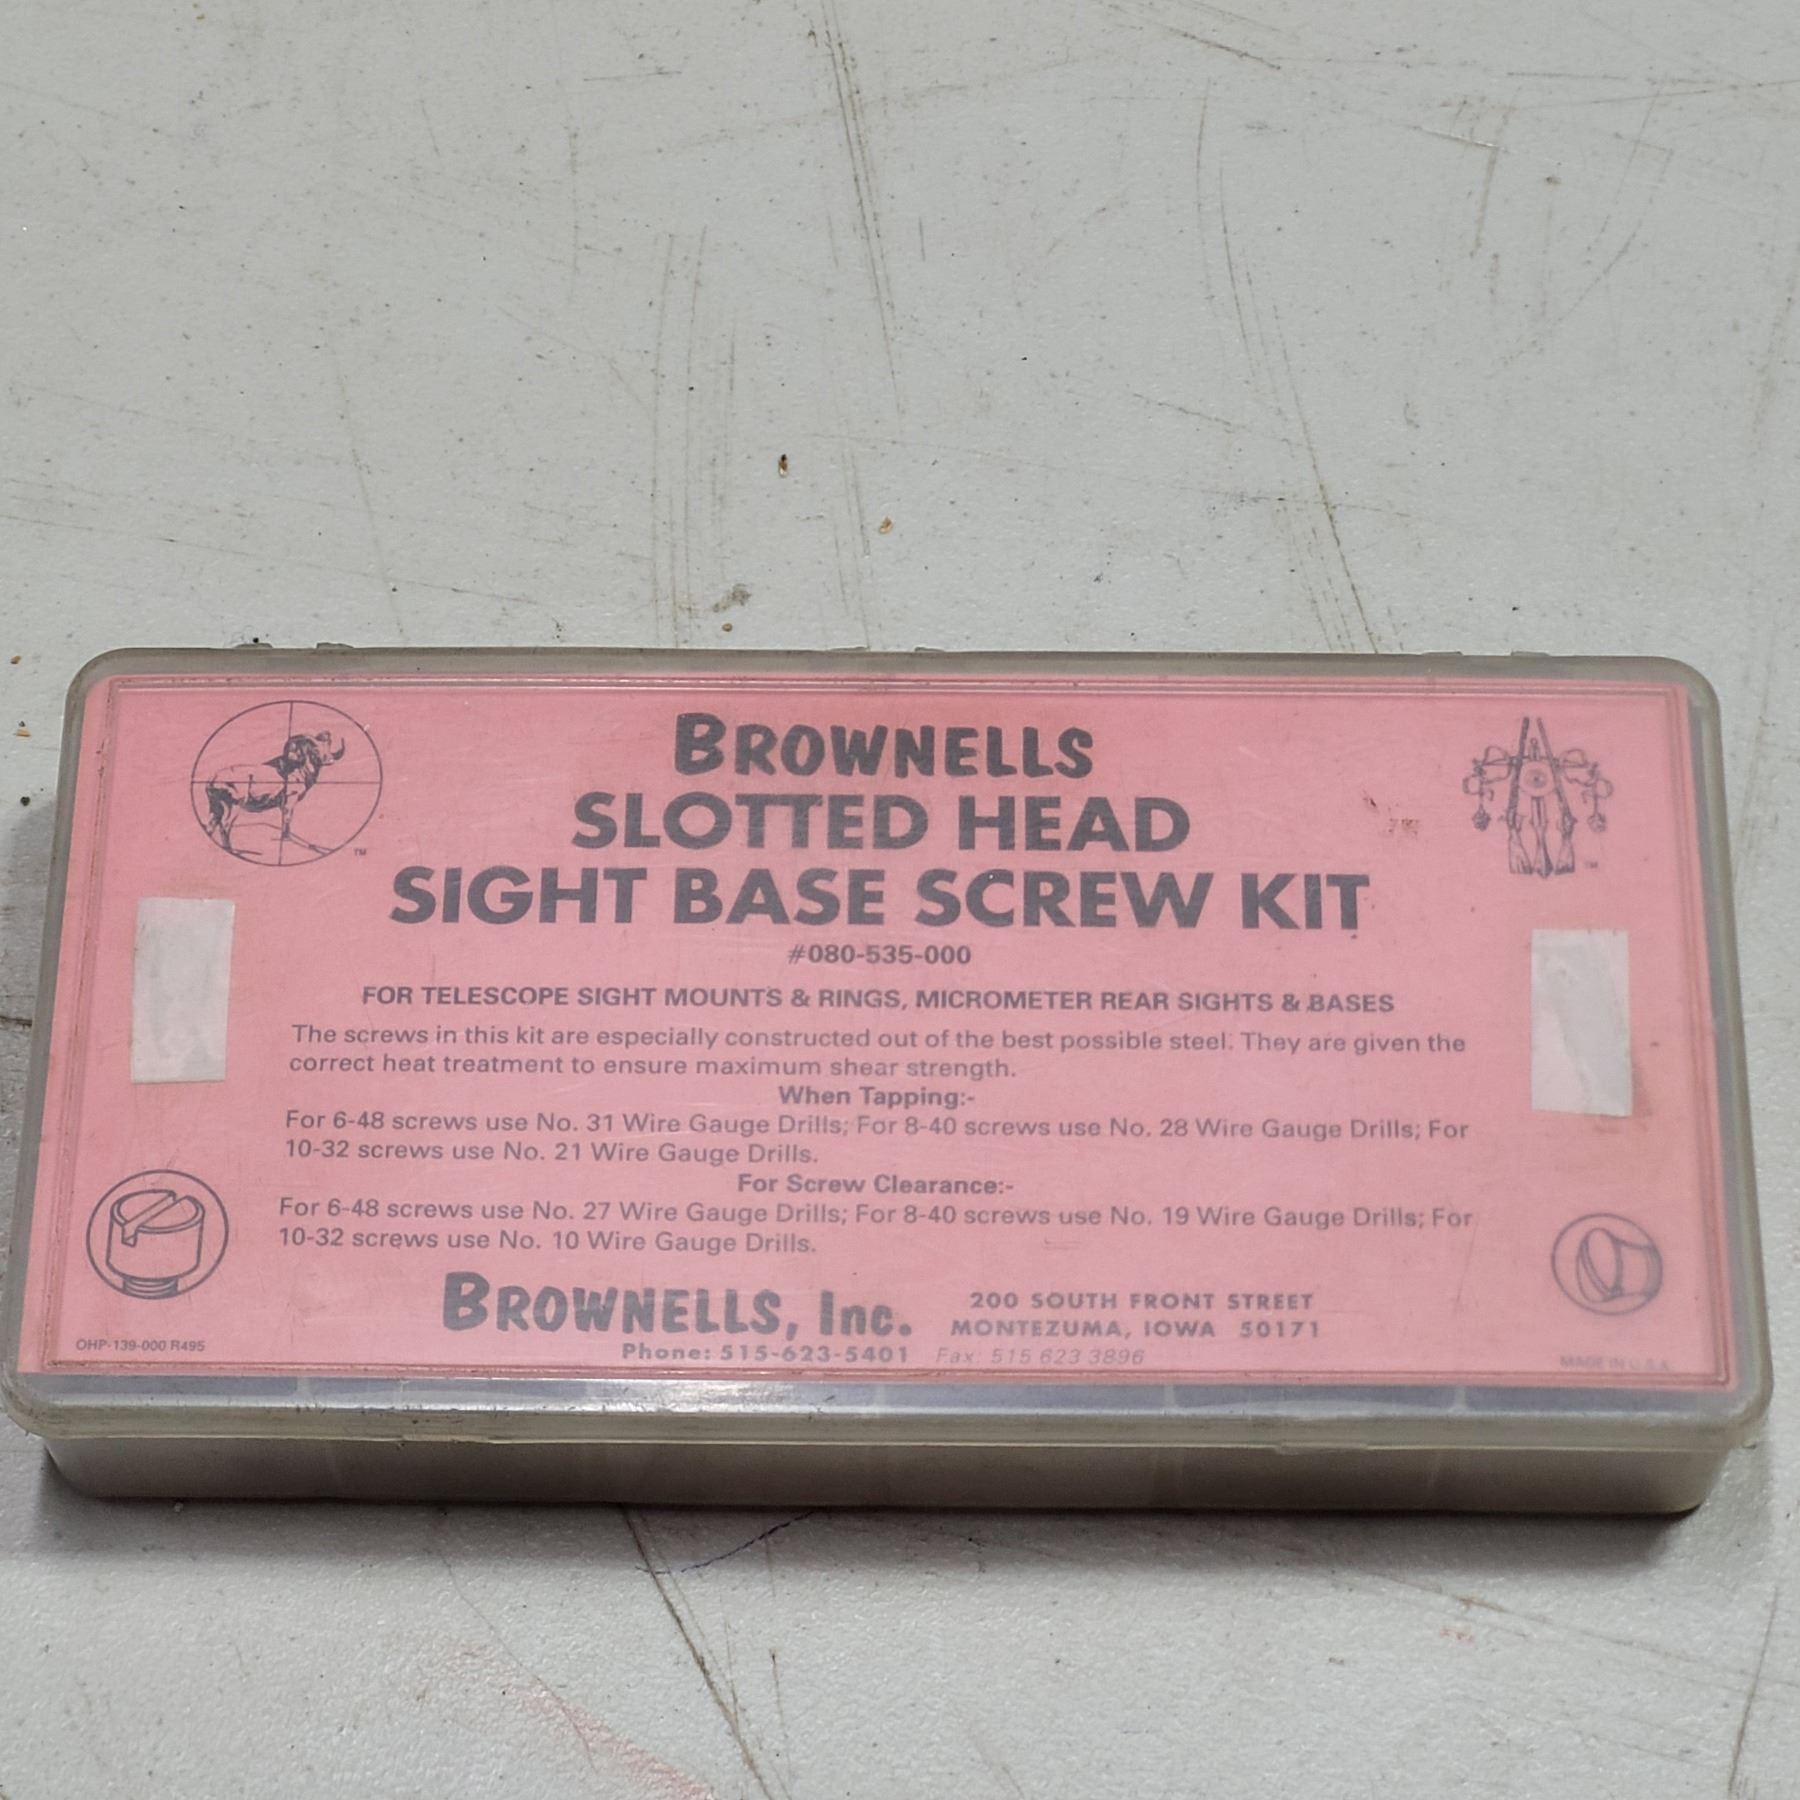 BROWNELLS
SLOTTED HEAD
SIGHT BASE SCREW KIT
#080-535-000
FOR TELESCOPE SIGHT MOUNTS & RINGS, MICROMETER REAR SIGHTS & BASES
The screws in this kit are especially constructed out of the best possible steel. They are given the
correct heat treatment to ensure maximum shear strength.
When Tapping:-
For 6-48 screws use No. 31 Wire Gauge Drills; For 8-40 screws use No. 28 Wire Gauge Drills; For
10-32 screws use No. 21 Wire Gauge Drills.
For Screw Clearance:-
For 6-48 screws use No. 27 Wire Gauge Drills; For 8-40 screws use No. 19 Wire Gauge Drills; For
10-32 screws use No. 10 Wire Gauge Drills.
BROWNELLS, Inc.
200 SOUTH FRONT STREET
MONTEZUMA, IOWA 50171
Phone: 515-623-5401 Fax: 515 623 3896
OHP-139-000 R495
MADE IN U.S.A.
TM
TM